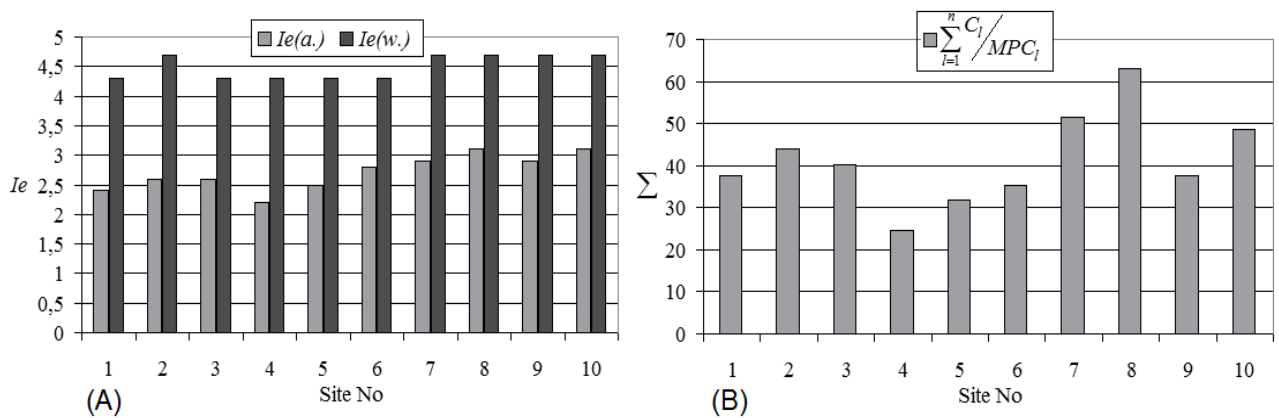 Ie(a.) Ie(w.)
5
4,5
4
3,5
3
2,5
2
1,5
1
0,5
0
Ie
1 2 3 4 5 6 7 8 9 10
Site No
(A)
n
∑ C_l / MPC_l
l=1
70
60
50
40
30
20
10
0
∑
1 2 3 4 5 6 7 8 9 10
Site No
(B)